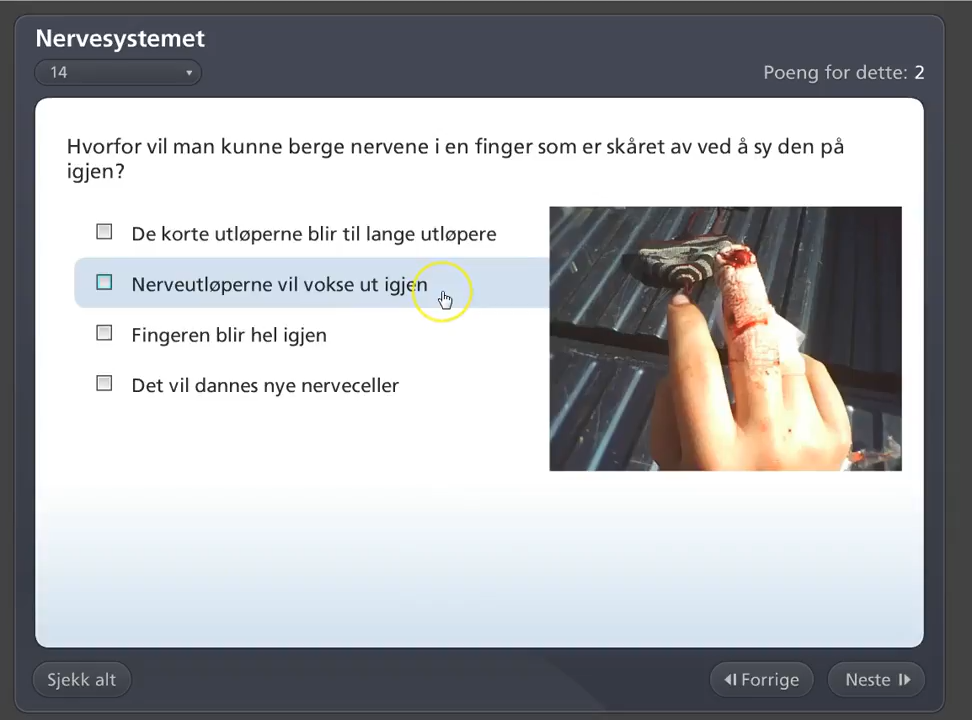 Nervesystemet
14
Poeng for dette: 2
Hvorfor vil man kunne berge nervene i en finger som er skåret av ved å sy den på
igjen?
De korte utløperne blir til lange utløpere
Nerveutløperne vil vokse ut igjen
Fingeren blir hel igjen
Det vil dannes nye nerveceller
Sjekk alt
Forrige
Neste